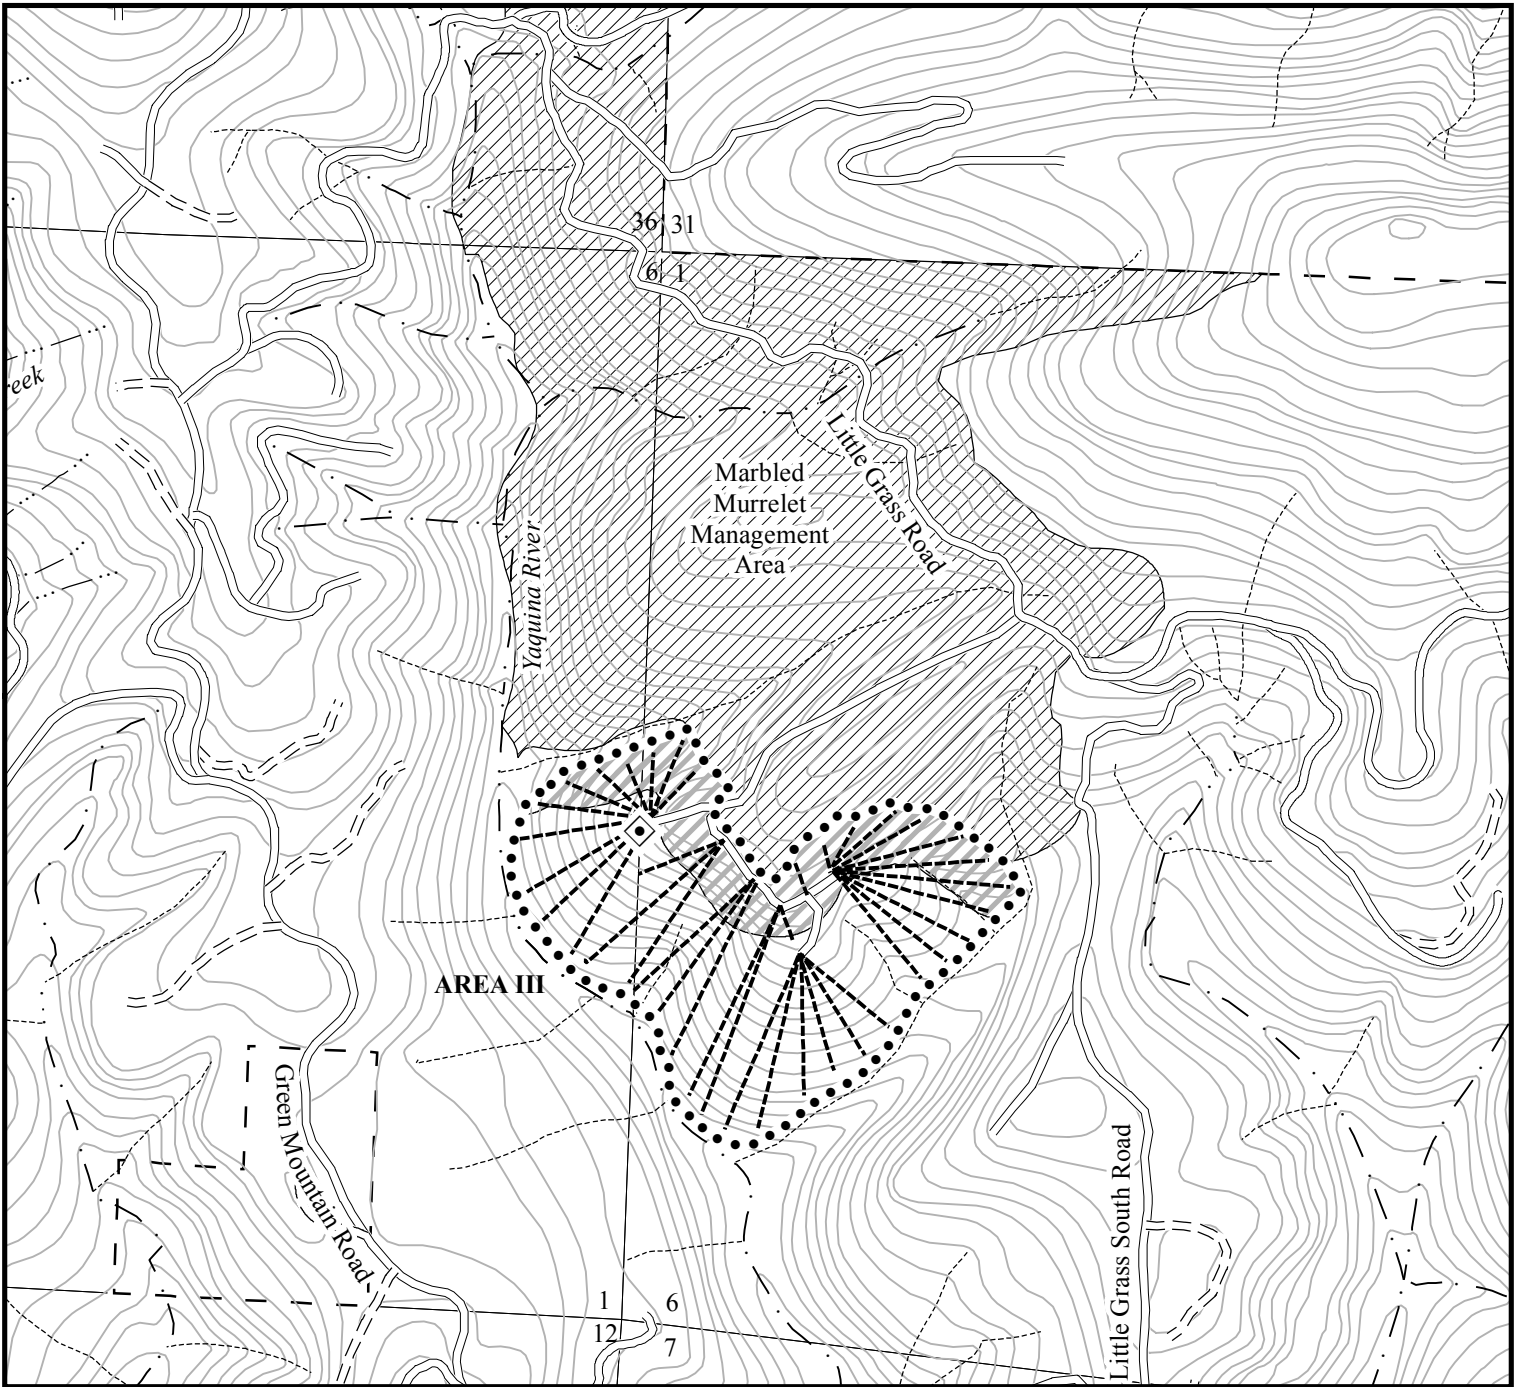 36 31
6 1
reek
Marbled
Murrelet
Management
Area
Little Grass Road
Yaquina River
AREA III
Green Mountain Road
Little Grass South Road
1 6
12 7